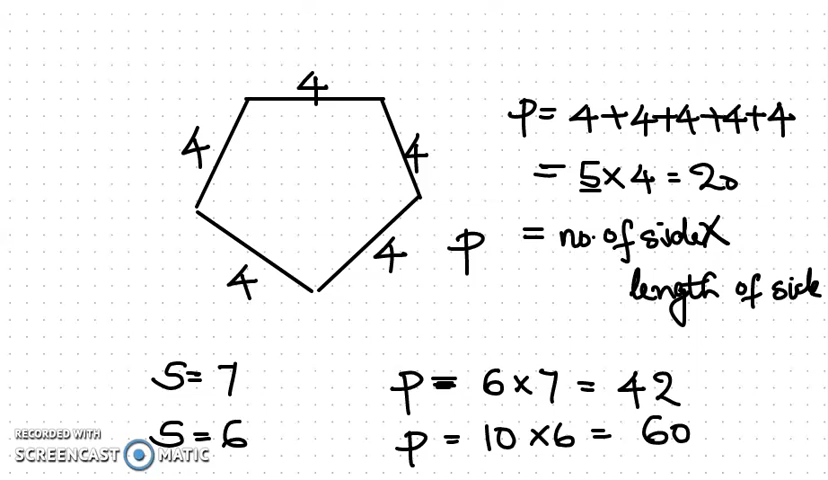 4
4
4
4
4
P = 4+4+4+4+4
= 5×4 = 20
P = no. of side×
length of side
S = 7
P = 6×7 = 42
S = 6
P = 10×6 = 60
RECORDED WITH
SCREENCAST MATIC